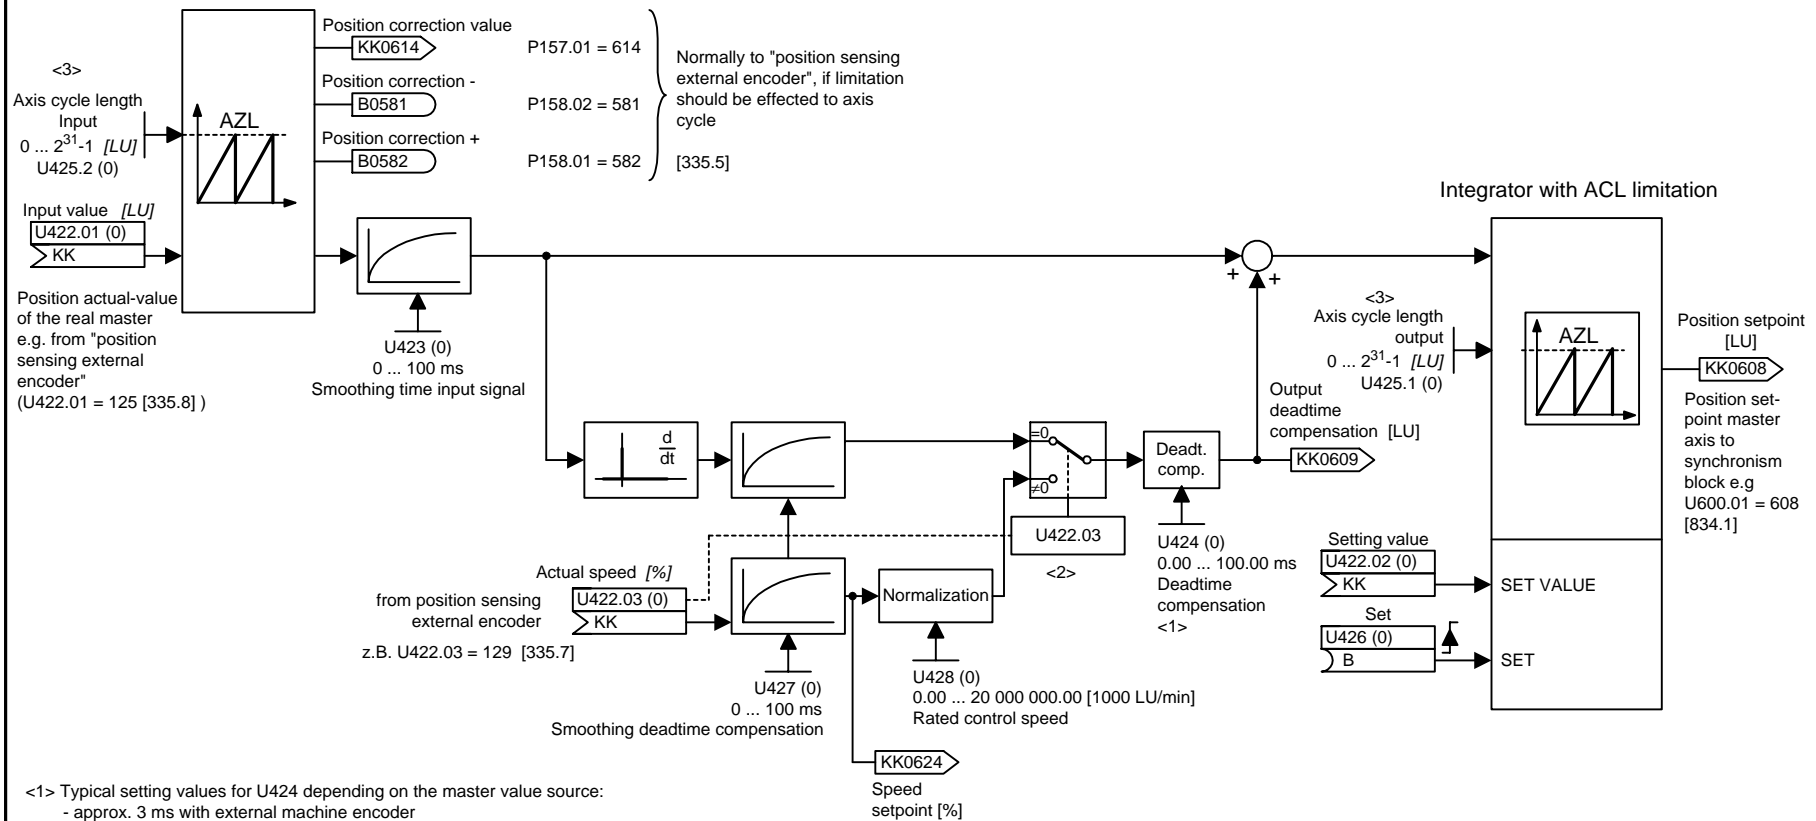 Position correction value
KK0614
P157.01 = 614
Position correction -
B0581
P158.02 = 581
Position correction +
B0582
P158.01 = 582
Normally to "position sensing
external encoder", if limitation
should be effected to axis
cycle
[335.5]
<3>
Axis cycle length
Input
0 ... 2^31-1 [LU]
U425.2 (0)
AZL
Input value [LU]
U422.01 (0)
KK
Position actual-value
of the real master
e.g. from "position
sensing external
encoder"
(U422.01 = 125 [335.8] )
U423 (0)
0 ... 100 ms
Smoothing time input signal
+
+
Integrator with ACL limitation
<3>
Axis cycle length
output
0 ... 2^31-1 [LU]
U425.1 (0)
AZL
Position setpoint
[LU]
KK0608
Position set-
point master
axis to
synchronism
block e.g
U600.01 = 608
[834.1]
d
dt
=0
≠0
U422.03
<2>
Deadt.
comp.
Output
deadtime
compensation [LU]
KK0609
U424 (0)
0.00 ... 100.00 ms
Deadtime
compensation
<1>
Setting value
U422.02 (0)
KK
SET VALUE
Set
U426 (0)
B
SET
Actual speed [%]
from position sensing
external encoder
U422.03 (0)
KK
z.B. U422.03 = 129 [335.7]
Normalization
U427 (0)
0 ... 100 ms
Smoothing deadtime compensation
U428 (0)
0.00 ... 20 000 000.00 [1000 LU/min]
Rated control speed
KK0624
Speed
setpoint [%]
<1> Typical setting values for U424 depending on the master value source:
- approx. 3 ms with external machine encoder